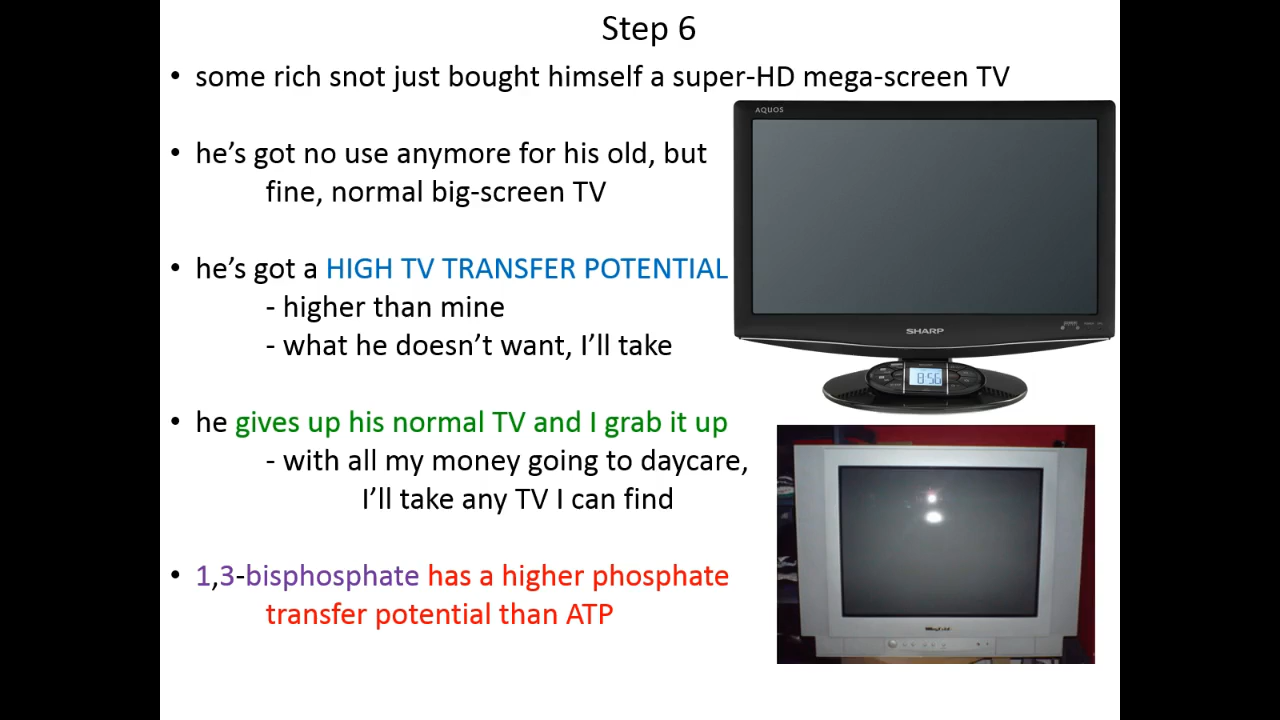 Step 6
• some rich snot just bought himself a super-HD mega-screen TV
• he's got no use anymore for his old, but
fine, normal big-screen TV
• he's got a HIGH TV TRANSFER POTENTIAL
- higher than mine
- what he doesn't want, I'll take
• he gives up his normal TV and I grab it up
- with all my money going to daycare,
I'll take any TV I can find
• 1,3-bisphosphate has a higher phosphate
transfer potential than ATP
AQUOS
SHARP
8:56